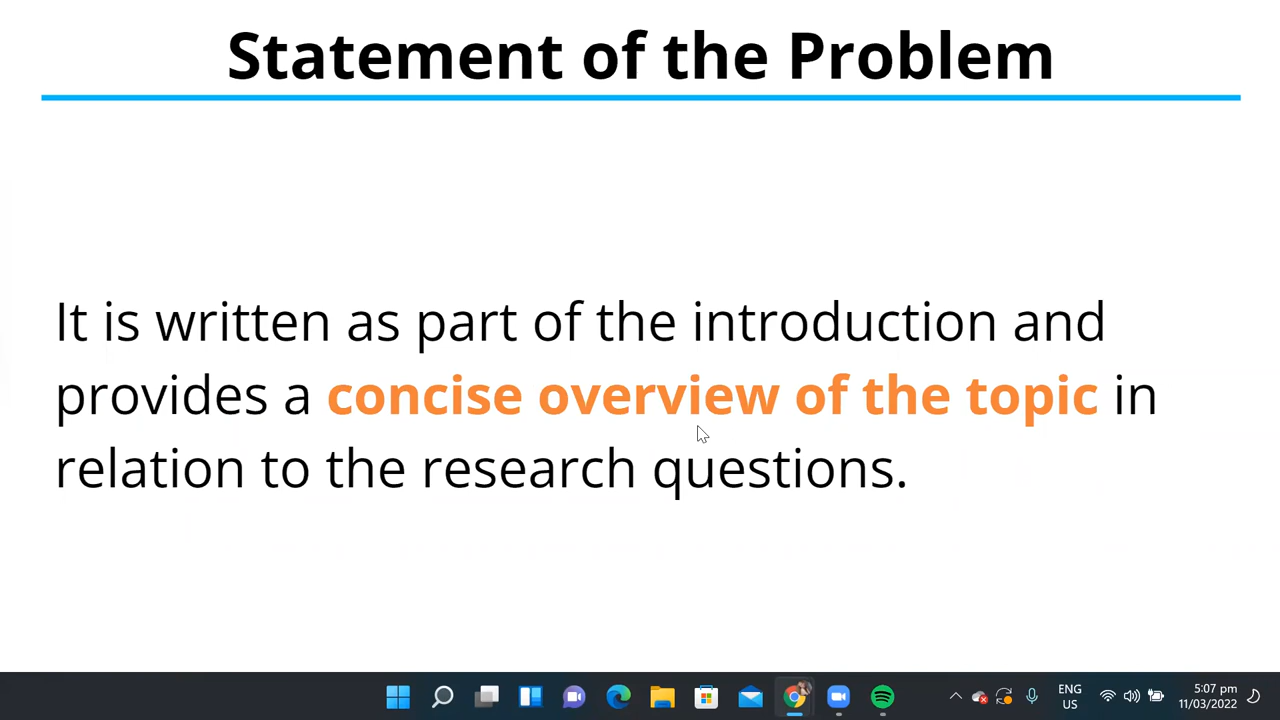 Statement of the Problem
It is written as part of the introduction and
provides a concise overview of the topic in
relation to the research questions.
ENG
US
5:07 pm
11/03/2022